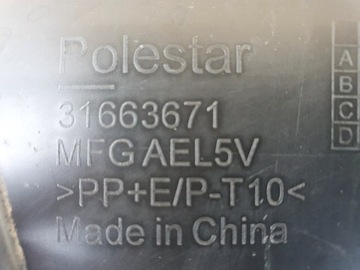 Polestar
31663671
MFG AEL5V
>PP+E/P-T10<
Made in China
A
B
C
D